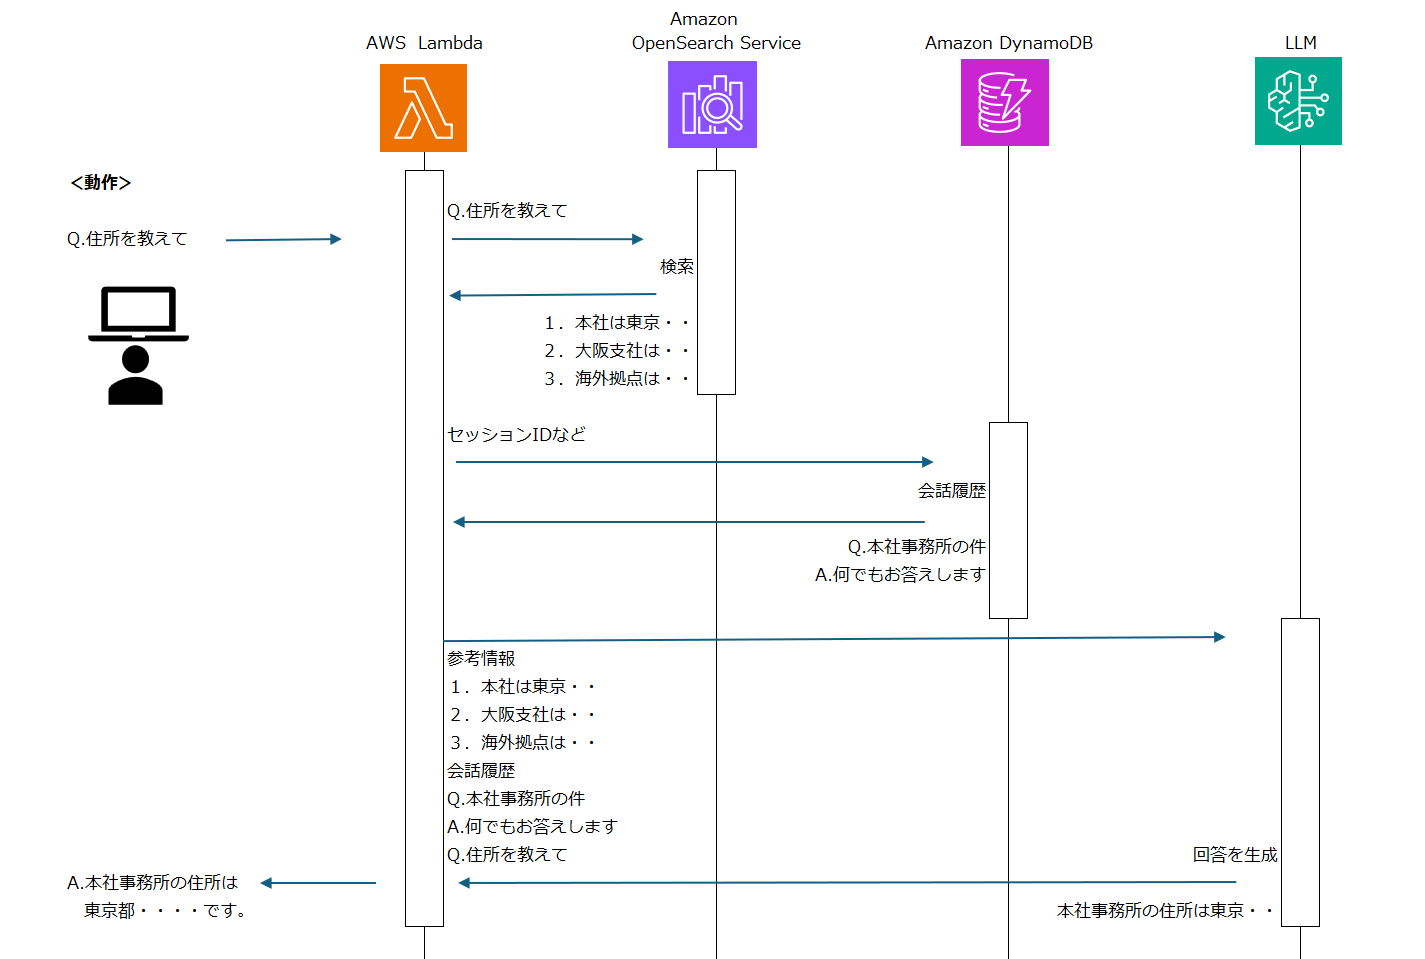 Amazon
AWS Lambda
OpenSearch Service
Amazon DynamoDB
LLM
＜動作＞
Q.住所を教えて
Q.住所を教えて
検索
１．本社は東京・・
２．大阪支社は・・
３．海外拠点は・・
セッションIDなど
会話履歴
Q.本社事務所の件
A.何でもお答えします
参考情報
１．本社は東京・・
２．大阪支社は・・
３．海外拠点は・・
会話履歴
Q.本社事務所の件
A.何でもお答えします
Q.住所を教えて
回答を生成
本社事務所の住所は東京・・
A.本社事務所の住所は
東京都・・・・です。